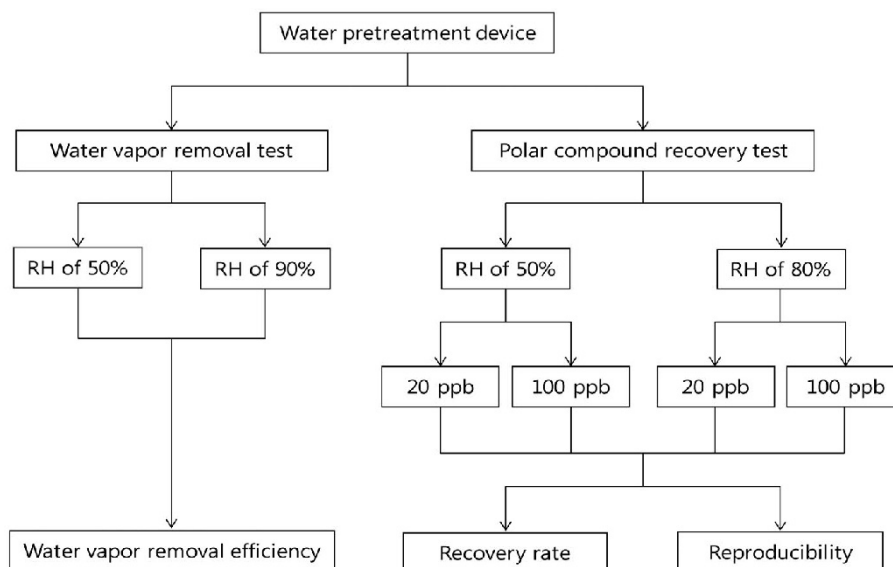 Water pretreatment device
Water vapor removal test
Polar compound recovery test
RH of 50%
RH of 90%
RH of 50%
RH of 80%
20 ppb
100 ppb
20 ppb
100 ppb
Water vapor removal efficiency
Recovery rate
Reproducibility